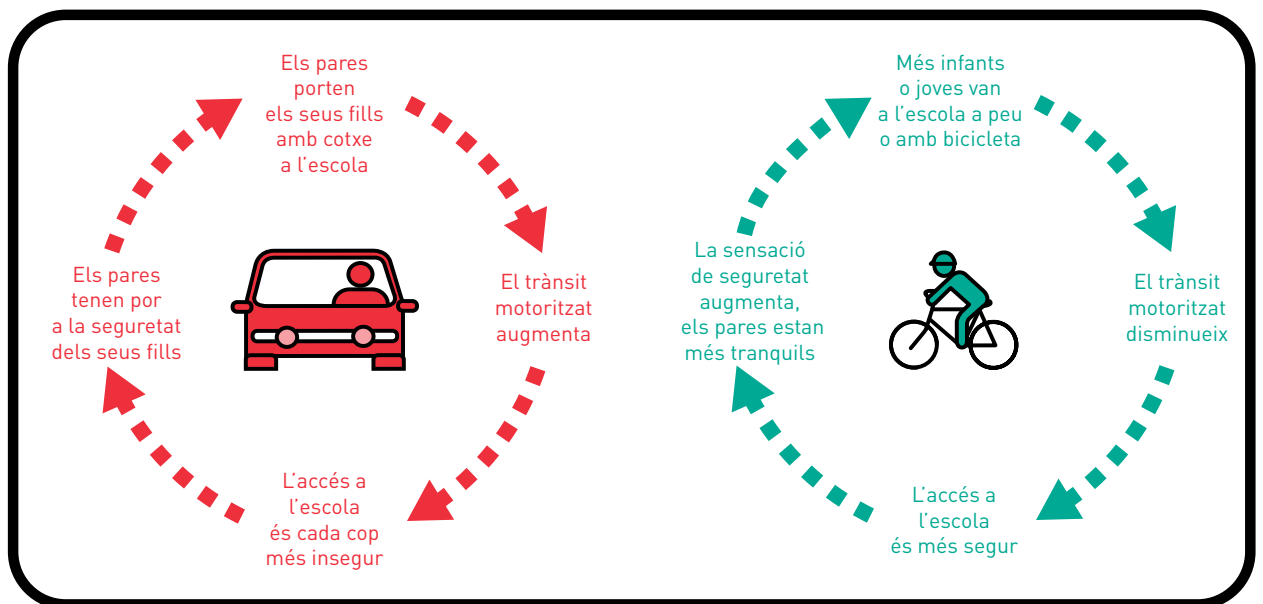 Els pares
porten
els seus fills
amb cotxe
a l'escola
El trànsit
motoritzat
augmenta
L'accés a
l'escola
és cada cop
més insegur
Els pares
tenen por
a la seguretat
dels seus fills
Més infants
o joves van
a l'escola a peu
o amb bicicleta
El trànsit
motoritzat
disminueix
L'accés a
l'escola
és més segur
La sensació
de seguretat
augmenta,
els pares estan
més tranquils